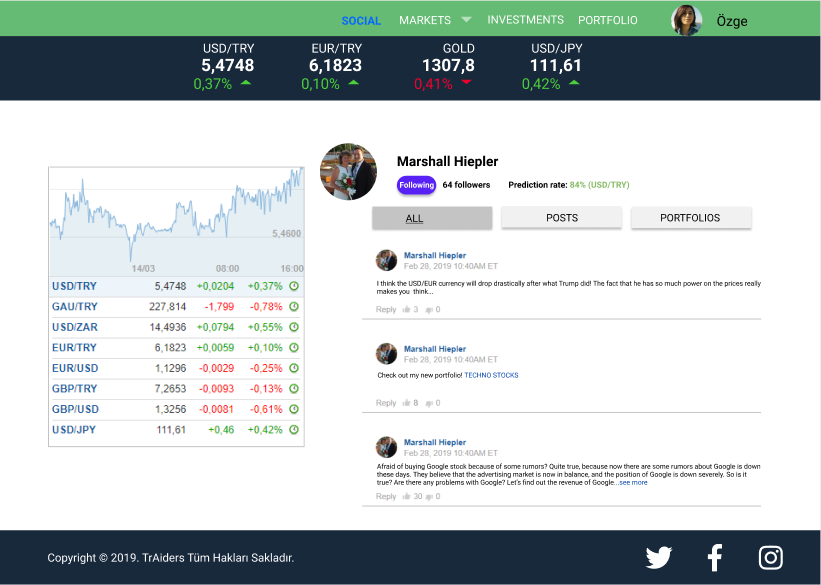 SOCIAL MARKETS INVESTMENTS PORTFOLIO Özge
USD/TRY EUR/TRY GOLD USD/JPY
5,4748 6,1823 1307,8 111,61
0,37% 0,10% 0,41% 0,42%
5,4600
14/03 08:00 16:00
USD/TRY 5,4748 +0,0204 +0,37%
GAU/TRY 227,814 -1,799 -0,78%
USD/ZAR 14,4936 +0,0794 +0,55%
EUR/TRY 6,1823 +0,0059 +0,10%
EUR/USD 1,1296 -0,0029 -0,25%
GBP/TRY 7,2653 -0,0093 -0,13%
GBP/USD 1,3256 -0,0081 -0,61%
USD/JPY 111,61 +0,46 +0,42%
Marshall Hiepler
Following 64 followers Prediction rate: 84% (USD/TRY)
ALL POSTS PORTFOLIOS
Marshall Hiepler
Feb 28, 2019 10:40AM ET
I think the USD/EUR currency will drop drastically after what Trump did! The fact that he has so much power on the prices really
makes you think...
Reply 3 0
Marshall Hiepler
Feb 28, 2019 10:40AM ET
Check out my new portfolio! TECHNO STOCKS
Reply 8 0
Marshall Hiepler
Feb 28, 2019 10:40AM ET
Afraid of buying Google stock because of some rumors? Quite true, because now there are some rumors about Google is down
these days. They believe that the advertising market is now in balance, and the position of Google is down severely. So is it
true? Are there any problems with Google? Let's find out the revenue of Google...see more
Reply 30 0
Copyright © 2019. TrAiders Tüm Hakları Sakladır.